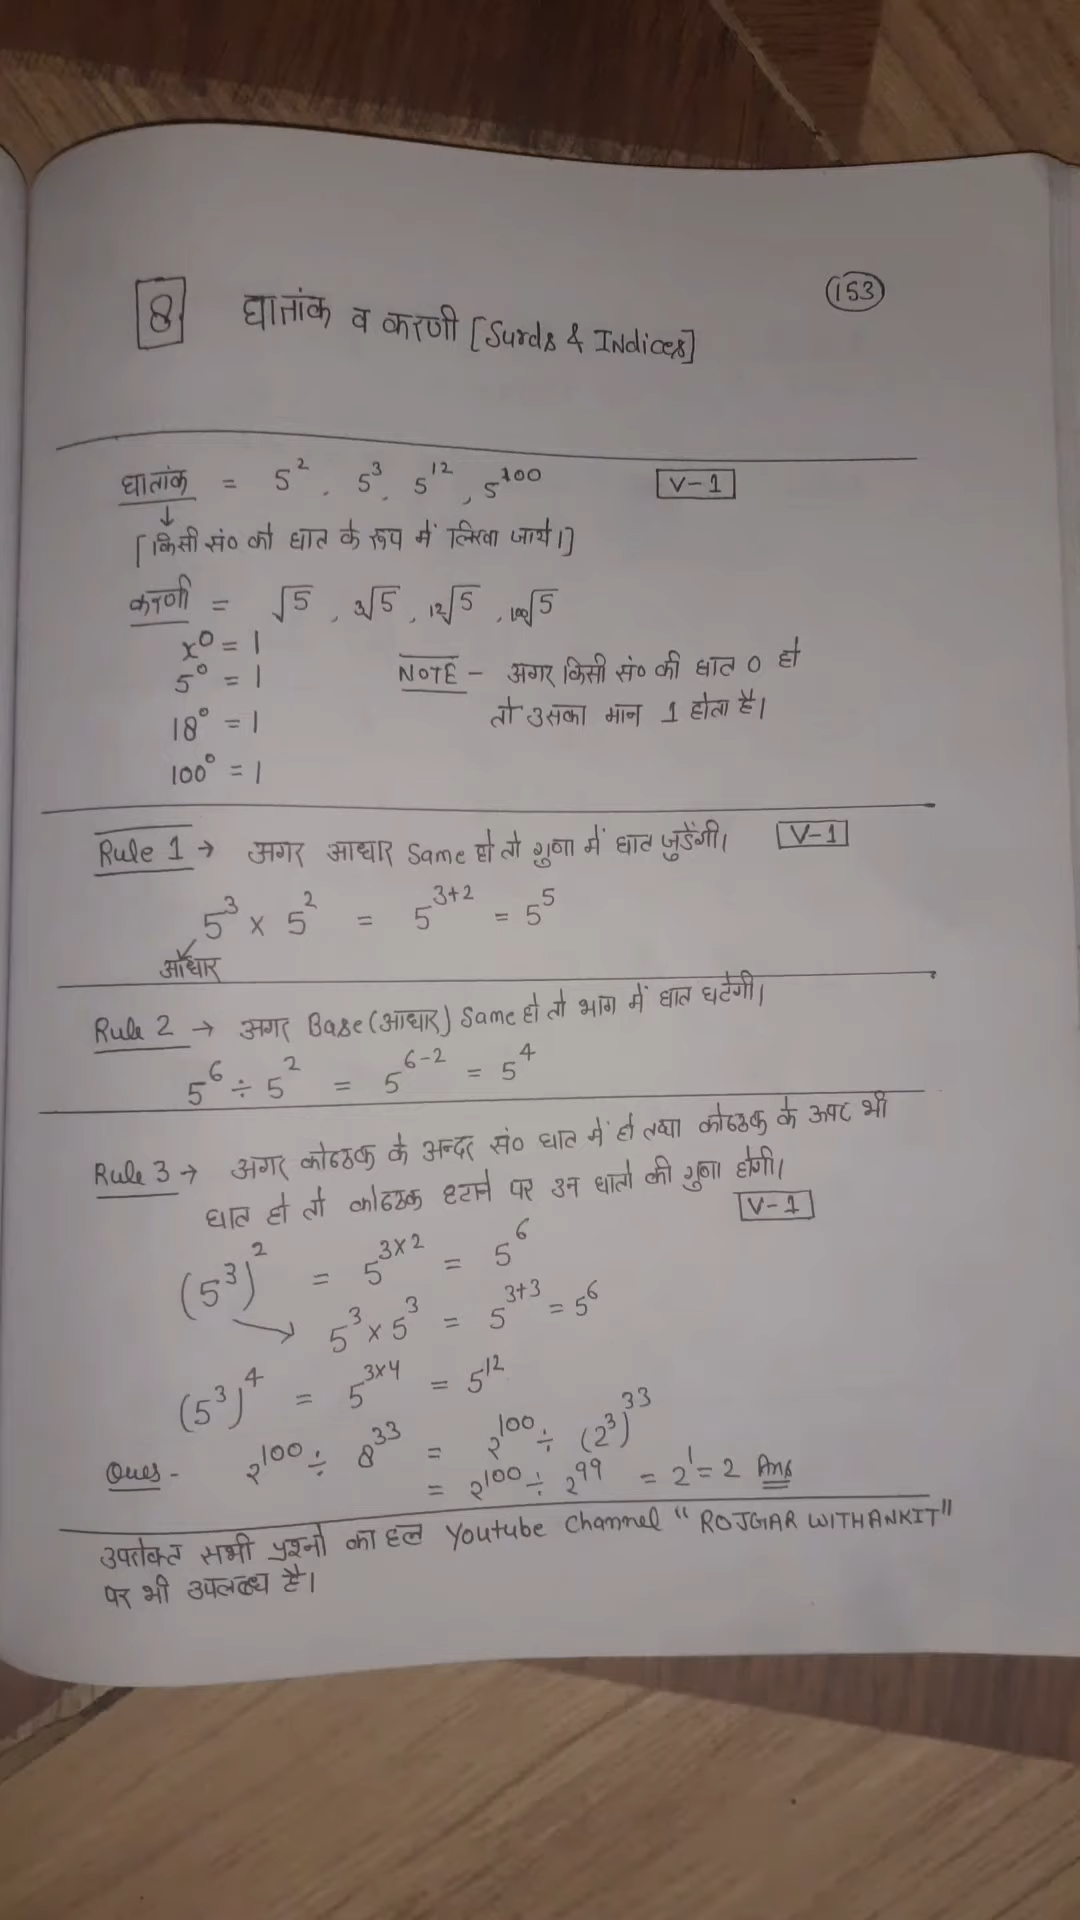 8 घातांक व करणी [Surds & Indices] 153
घातांक = 5², 5³, 5¹², 5¹⁰⁰ V-1
↓
[किसी सं० को घात के रूप में लिखा जाये।]
करणी = √5, ³√5, ¹²√5, ¹⁰⁰√5
x⁰ = 1
5⁰ = 1 NOTE - अगर किसी सं० की घात 0 हो
18⁰ = 1 तो उसका मान 1 होता है।
100⁰ = 1
Rule 1 → अगर आधार Same हो तो गुणा में घात जुड़ेंगी। V-1
5³ × 5² = 5³⁺² = 5⁵
आधार
Rule 2 → अगर Base (आधार) Same हो तो भाग में घात घटेगी।
5⁶ ÷ 5² = 5⁶⁻² = 5⁴
Rule 3 → अगर कोष्ठक के अन्दर सं० घात में हो तथा कोष्ठक के ऊपर भी
घात हो तो कोष्ठक हटाने पर उन घातो की गुणा होगी। V-1
(5³)² = 5³ˣ² = 5⁶
→ 5³ × 5³ = 5³⁺³ = 5⁶
(5³)⁴ = 5³ˣ⁴ = 5¹²
Ques - 2¹⁰⁰ ÷ 8³³ = 2¹⁰⁰ ÷ (2³)³³
= 2¹⁰⁰ ÷ 2⁹⁹ = 2¹ = 2 Ans
उपरोक्त सभी प्रश्नो का हल Youtube Channel "ROJGAR WITHANKIT"
पर भी उपलब्ध है।